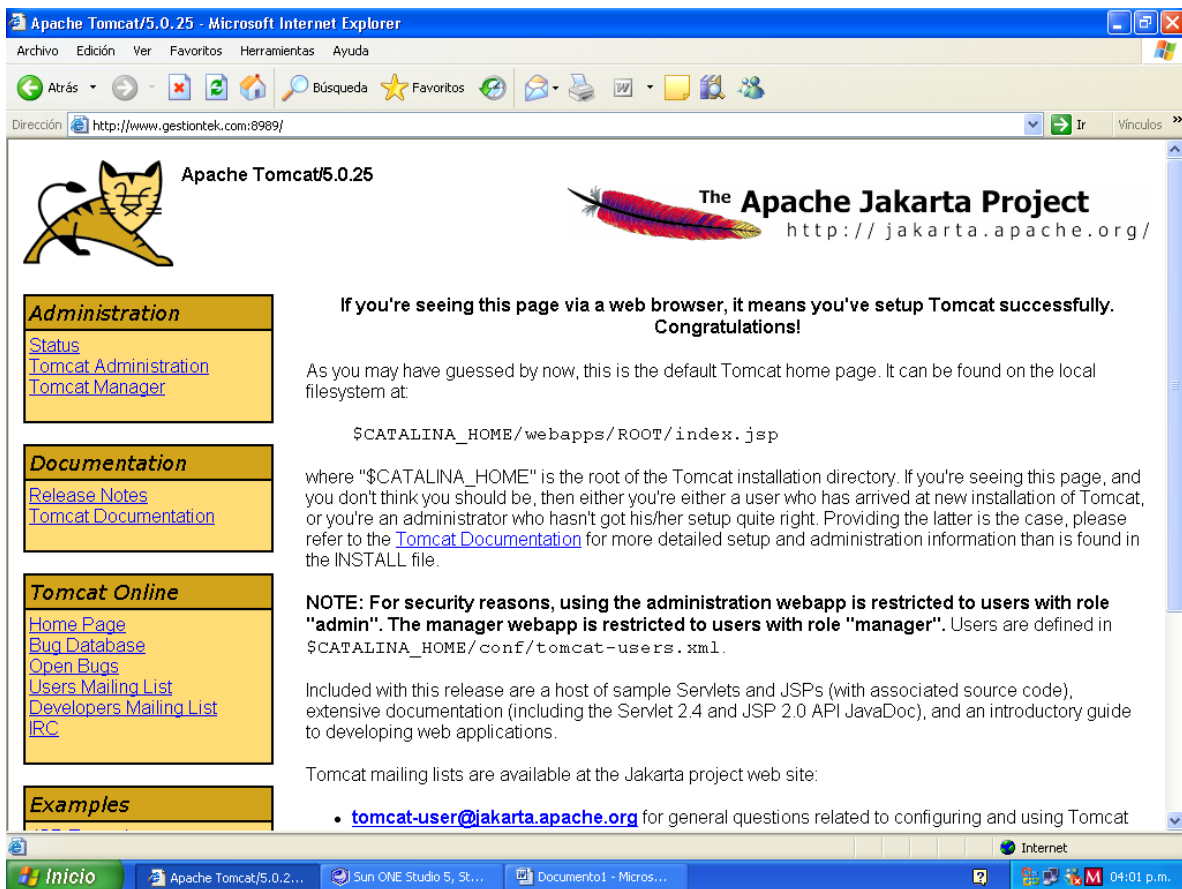 Apache Tomcat/5.0.25 - Microsoft Internet Explorer
Archivo Edición Ver Favoritos Herramientas Ayuda
Atrás Búsqueda Favoritos
Dirección http://www.gestiontek.com:8989/ Ir Vínculos »
Apache Tomcat/5.0.25
The Apache Jakarta Project
http://jakarta.apache.org/
Administration
Status
Tomcat Administration
Tomcat Manager
Documentation
Release Notes
Tomcat Documentation
Tomcat Online
Home Page
Bug Database
Open Bugs
Users Mailing List
Developers Mailing List
IRC
Examples
If you're seeing this page via a web browser, it means you've setup Tomcat successfully.
Congratulations!
As you may have guessed by now, this is the default Tomcat home page. It can be found on the local
filesystem at:
$CATALINA_HOME/webapps/ROOT/index.jsp
where "$CATALINA_HOME" is the root of the Tomcat installation directory. If you're seeing this page, and
you don't think you should be, then either you're either a user who has arrived at new installation of Tomcat,
or you're an administrator who hasn't got his/her setup quite right. Providing the latter is the case, please
refer to the Tomcat Documentation for more detailed setup and administration information than is found in
the INSTALL file.
NOTE: For security reasons, using the administration webapp is restricted to users with role
"admin". The manager webapp is restricted to users with role "manager". Users are defined in
$CATALINA_HOME/conf/tomcat-users.xml.
Included with this release are a host of sample Servlets and JSPs (with associated source code),
extensive documentation (including the Servlet 2.4 and JSP 2.0 API JavaDoc), and an introductory guide
to developing web applications.
Tomcat mailing lists are available at the Jakarta project web site:
• tomcat-user@jakarta.apache.org for general questions related to configuring and using Tomcat
Internet
Inicio Apache Tomcat/5.0.2... Sun ONE Studio 5, St... Documento1 - Micros... 04:01 p.m.